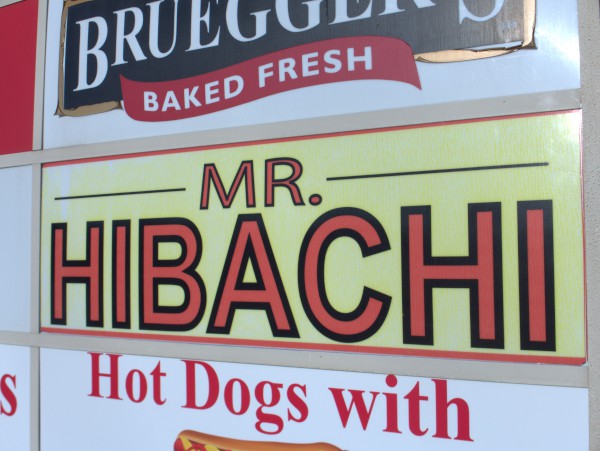 BRUEGGER'S
BAKED FRESH
MR.
HIBACHI
Hot Dogs with
s